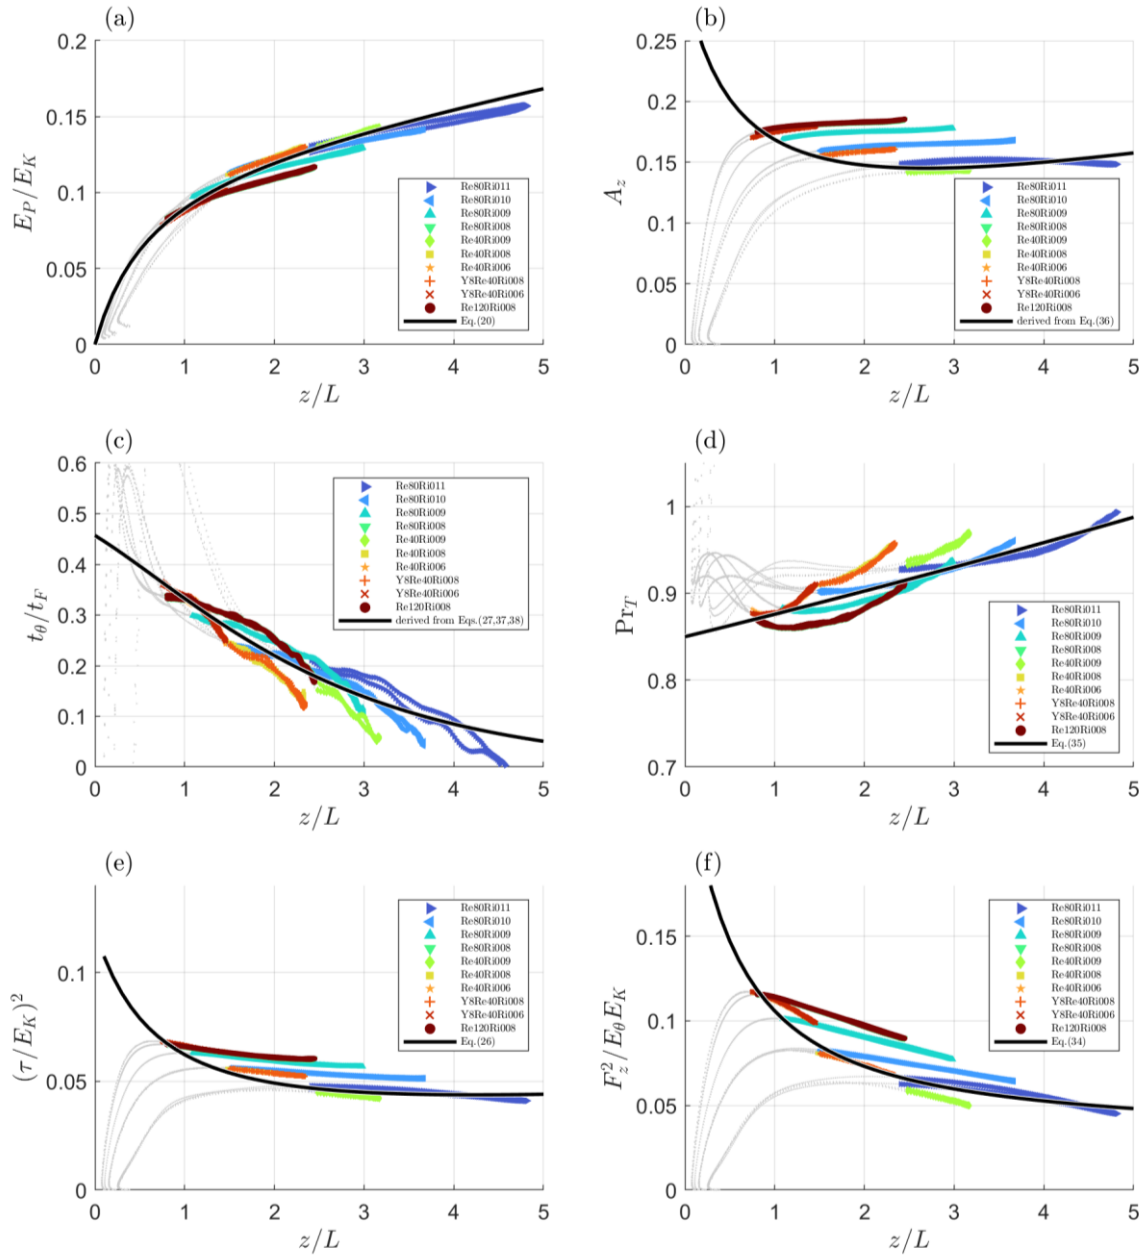 (a)
0.2
0.15
0.1
0.05
0
E_P/E_K
0 1 2 3 4 5
z/L
Re80Ri011
Re80Ri010
Re80Ri009
Re80Ri008
Re40Ri009
Re40Ri008
Re40Ri006
Y8Re40Ri008
Y8Re40Ri006
Re120Ri008
Eq.(20)
(b)
0.25
0.2
0.15
0.1
0.05
0
A_z
0 1 2 3 4 5
z/L
Re80Ri011
Re80Ri010
Re80Ri009
Re80Ri008
Re40Ri009
Re40Ri008
Re40Ri006
Y8Re40Ri008
Y8Re40Ri006
Re120Ri008
derived from Eq.(36)
(c)
0.6
0.5
0.4
0.3
0.2
0.1
0
t_θ/t_F
0 1 2 3 4 5
z/L
Re80Ri011
Re80Ri010
Re80Ri009
Re80Ri008
Re40Ri009
Re40Ri008
Re40Ri006
Y8Re40Ri008
Y8Re40Ri006
Re120Ri008
derived from Eqs.(27,37,38)
(d)
1
0.9
0.8
0.7
Pr_T
0 1 2 3 4 5
z/L
Re80Ri011
Re80Ri010
Re80Ri009
Re80Ri008
Re40Ri009
Re40Ri008
Re40Ri006
Y8Re40Ri008
Y8Re40Ri006
Re120Ri008
Eq.(35)
(e)
0.1
0.05
0
(τ/E_K)²
0 1 2 3 4 5
z/L
Re80Ri011
Re80Ri010
Re80Ri009
Re80Ri008
Re40Ri009
Re40Ri008
Re40Ri006
Y8Re40Ri008
Y8Re40Ri006
Re120Ri008
Eq.(26)
(f)
0.15
0.1
0.05
0
F_z²/E_θE_K
0 1 2 3 4 5
z/L
Re80Ri011
Re80Ri010
Re80Ri009
Re80Ri008
Re40Ri009
Re40Ri008
Re40Ri006
Y8Re40Ri008
Y8Re40Ri006
Re120Ri008
Eq.(34)